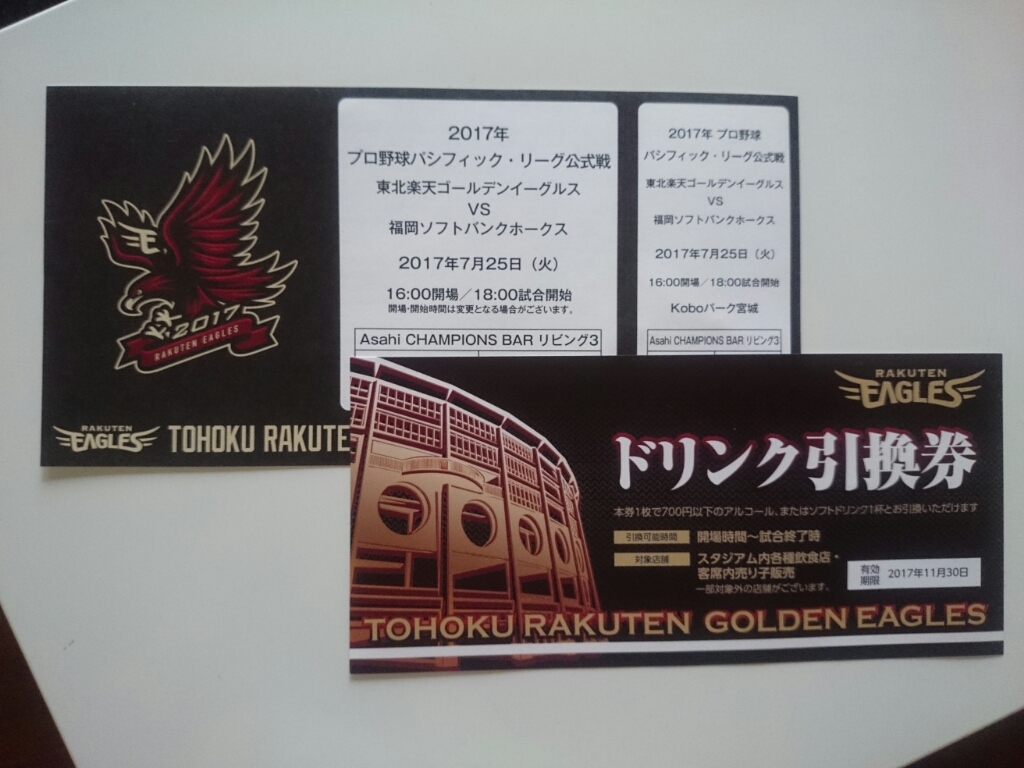 2017年
プロ野球パシフィック・リーグ公式戦
東北楽天ゴールデンイーグルス
VS
福岡ソフトバンクホークス
2017年7月25日（火）
16:00開場／18:00試合開始
開場・開始時間は変更となる場合がございます。
Asahi CHAMPIONS BAR リビング3
2017年 プロ野球
パシフィック・リーグ公式戦
東北楽天ゴールデンイーグルス
VS
福岡ソフトバンクホークス
2017年7月25日（火）
16:00開場／18:00試合開始
Koboパーク宮城
Asahi CHAMPIONS BAR リビング3
E
2017
RAKUTEN EAGLES
RAKUTEN
EAGLES
TOHOKU RAKUTE
RAKUTEN
EAGLES
ドリンク引換券
本券1枚で700円以下のアルコール、またはソフトドリンク1杯とお引換いただけます
引換可能時間 開場時間～試合終了時
対象店舗 スタジアム内各種飲食店・
客席内売り子販売
一部対象外の店舗がございます。
有効
期限 2017年11月30日
TOHOKU RAKUTEN GOLDEN EAGLES